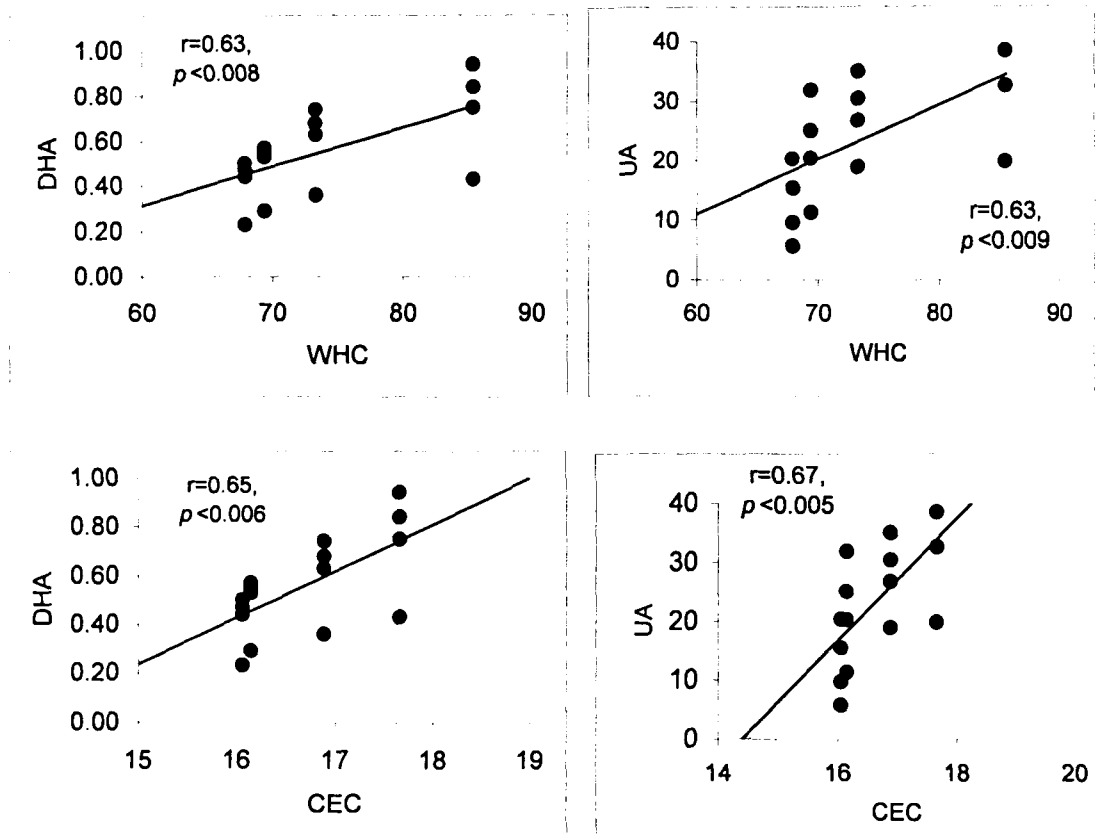 r=0.63,
p<0.008
1.00
0.80
0.60
0.40
0.20
0.00
DHA
60 70 80 90
WHC
40
30
20
10
0
UA
r=0.63,
p<0.009
60 70 80 90
WHC
r=0.65,
p<0.006
1.00
0.80
0.60
0.40
0.20
0.00
DHA
15 16 17 18 19
CEC
r=0.67,
p<0.005
40
30
20
10
0
UA
14 16 18 20
CEC